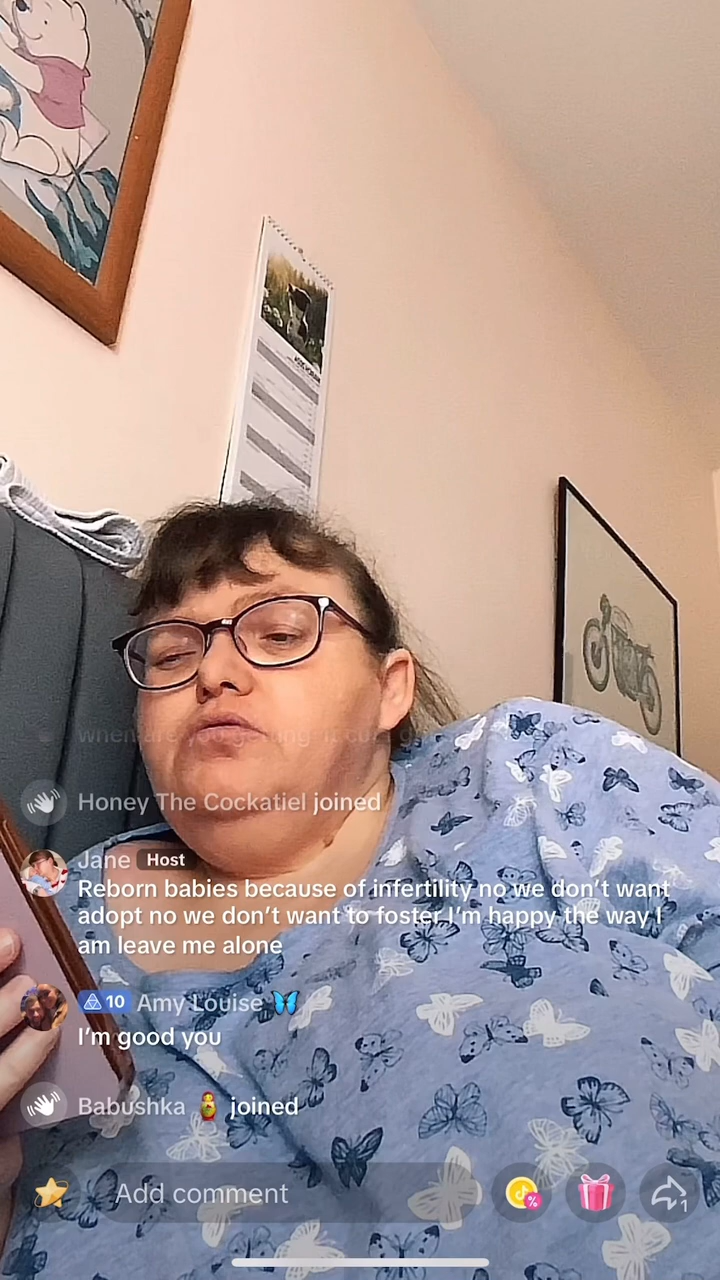 Honey The Cockatiel joined
Jane Host
Reborn babies because of infertility no we don't want
adopt no we don't want to foster I'm happy the way I
am leave me alone
10 Amy Louise 🦋
I'm good you
Babushka 🪆 joined
Add comment
1